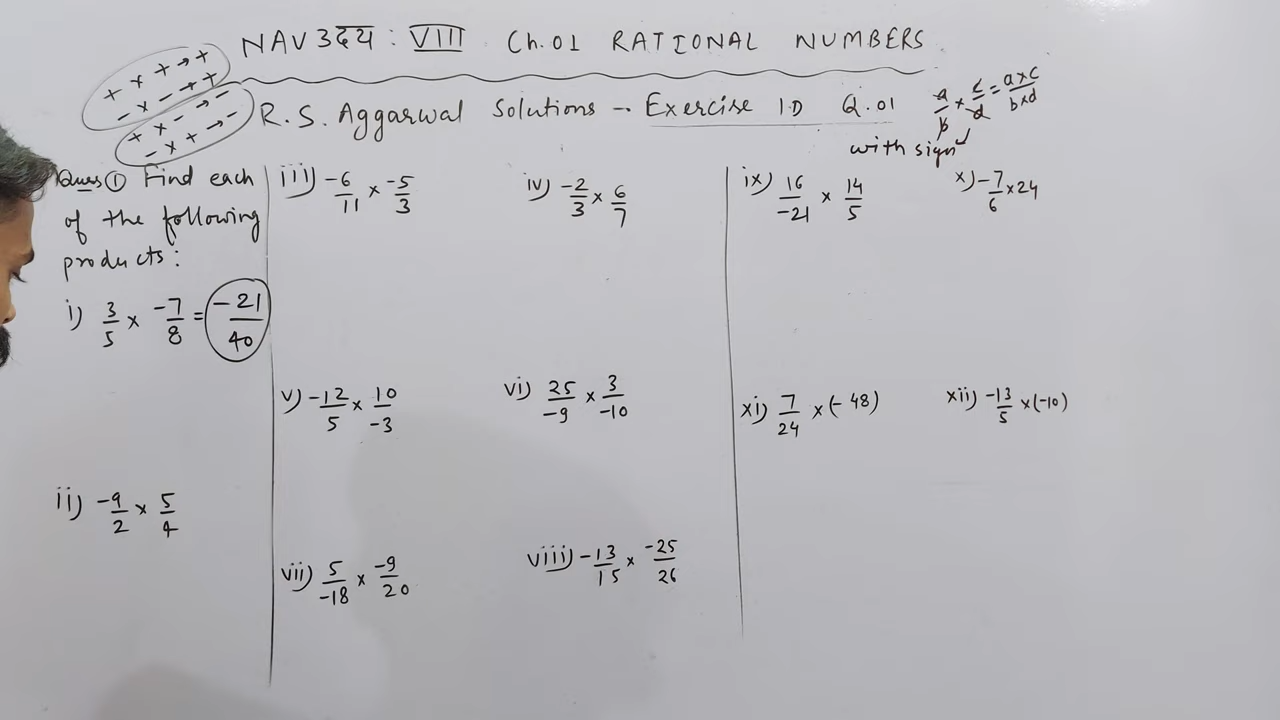 NAV उदय : VIII Ch.01 RATIONAL NUMBERS
+ × + → +
- × - → +
+ × - → -
- × + → -
R.S. Aggarwal Solutions -- Exercise 1D Q.01
a/b × c/d = a×c/b×d
with sign
Ques ① Find each
of the following
products :
i) 3/5 × -7/8 = -21/40
ii) -9/2 × 5/4
iii) -6/11 × -5/3
iv) -2/3 × 6/7
v) -12/5 × 10/-3
vi) 25/-9 × 3/-10
vii) 5/-18 × -9/20
viii) -13/15 × -25/26
ix) 16/-21 × 14/5
x) -7/6 × 24
xi) 7/24 × (-48)
xii) -13/5 × (-10)